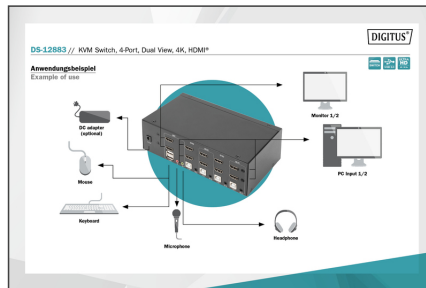 DIGITUS®
DS-12883 // KVM Switch, 4-Port, Dual View, 4K, HDMI®
Anwendungsbeispiel
Example of use
Monitor 1/2
DC adapter
(optional)
PC Input 1/2
Mouse
Keyboard
Microphone
Headphone